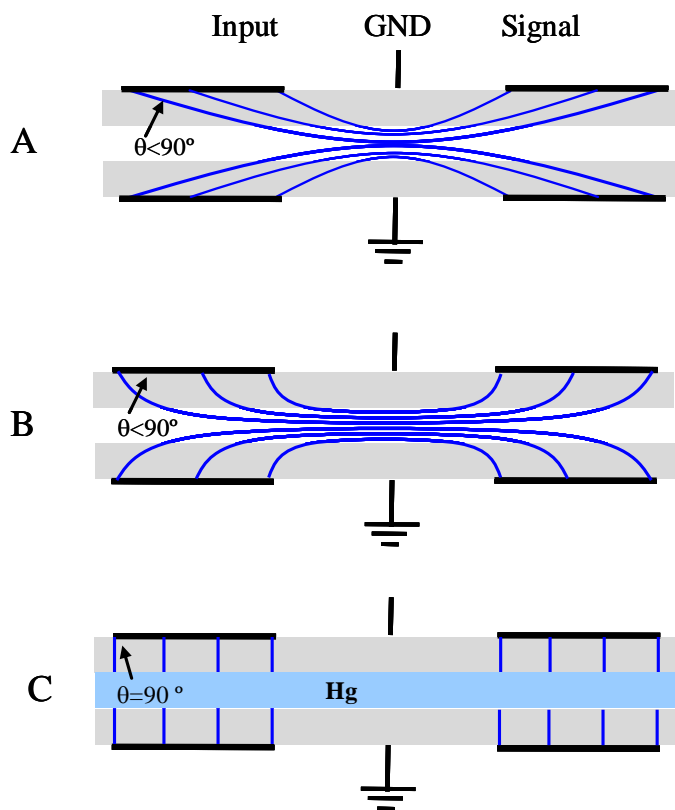 Input GND Signal
A
θ<90º
B
θ<90º
C
θ=90 º
Hg